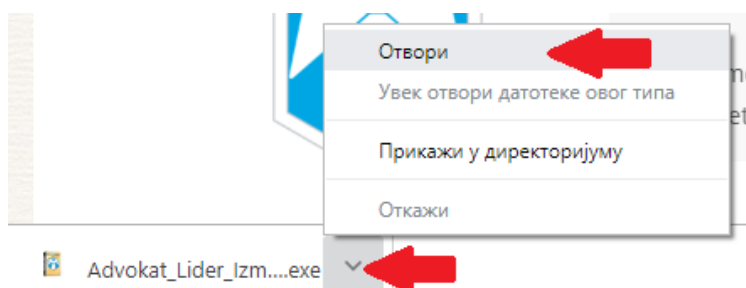 Отвори
Увек отвори датотеке овог типа
Прикажи у директоријуму
Откажи
Advokat_Lider_Izm....exe